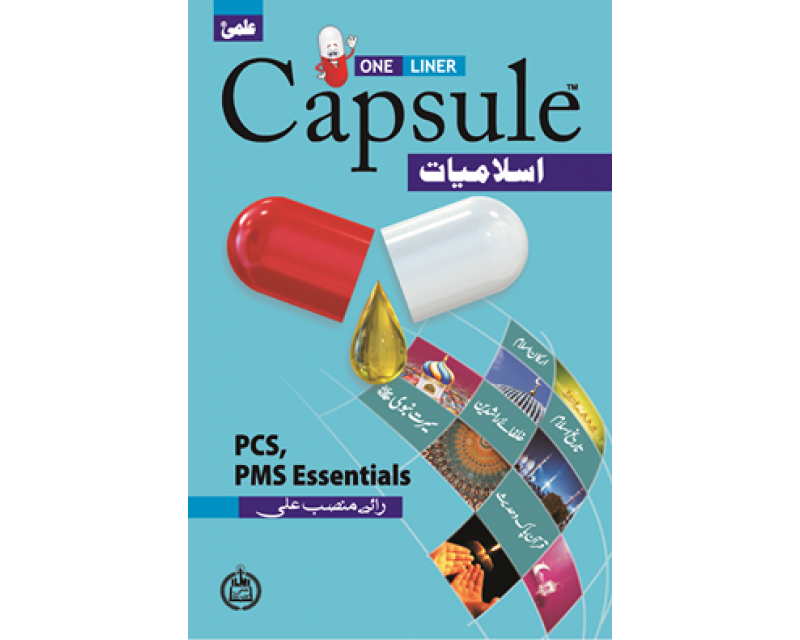 علمی
ONE LINER
Capsule™
اسلامیات
ارکان اسلام
سیرت نبوی ﷺ
خلفائے راشدین
تاریخ اسلام
قرآن پاک و حدیث
PCS,
PMS Essentials
رائے منصب علی